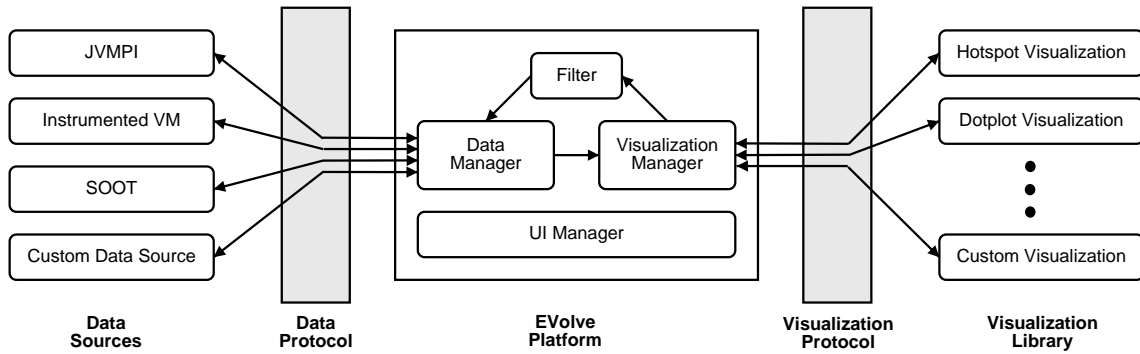 JVMPI
Instrumented VM
SOOT
Custom Data Source
Filter
Data
Manager
Visualization
Manager
UI Manager
Hotspot Visualization
Dotplot Visualization
Custom Visualization
Data
Sources
Data
Protocol
EVolve
Platform
Visualization
Protocol
Visualization
Library